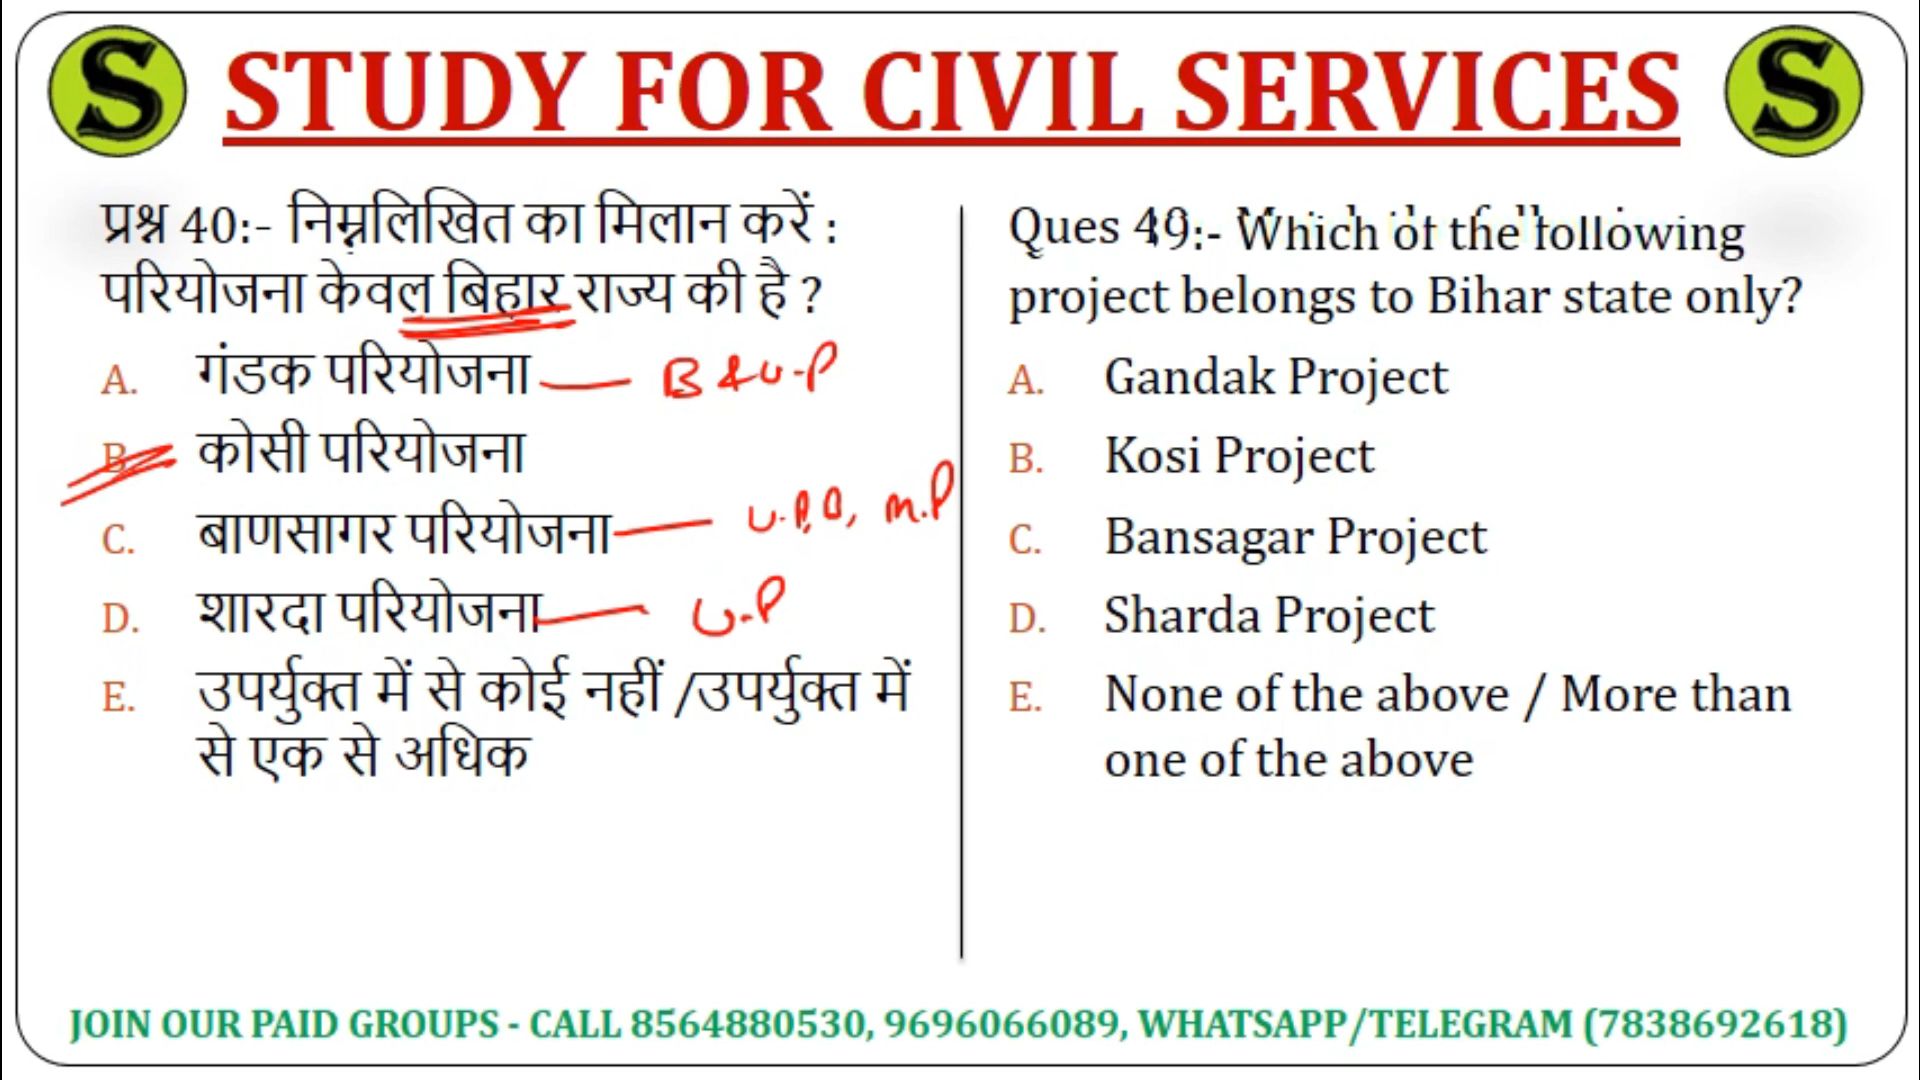 S STUDY FOR CIVIL SERVICES S
प्रश्न 40:- निम्नलिखित का मिलान करें :
परियोजना केवल बिहार राज्य की है ?
A. गंडक परियोजना — B & U.P
B. कोसी परियोजना
C. बाणसागर परियोजना — U.P, B, M.P
D. शारदा परियोजना — U.P
E. उपर्युक्त में से कोई नहीं /उपर्युक्त में
से एक से अधिक
Ques :- Which of the following
project belongs to Bihar state only?
A. Gandak Project
B. Kosi Project
C. Bansagar Project
D. Sharda Project
E. None of the above / More than
one of the above
JOIN OUR PAID GROUPS - CALL 8564880530, 9696066089, WHATSAPP/TELEGRAM (7838692618)